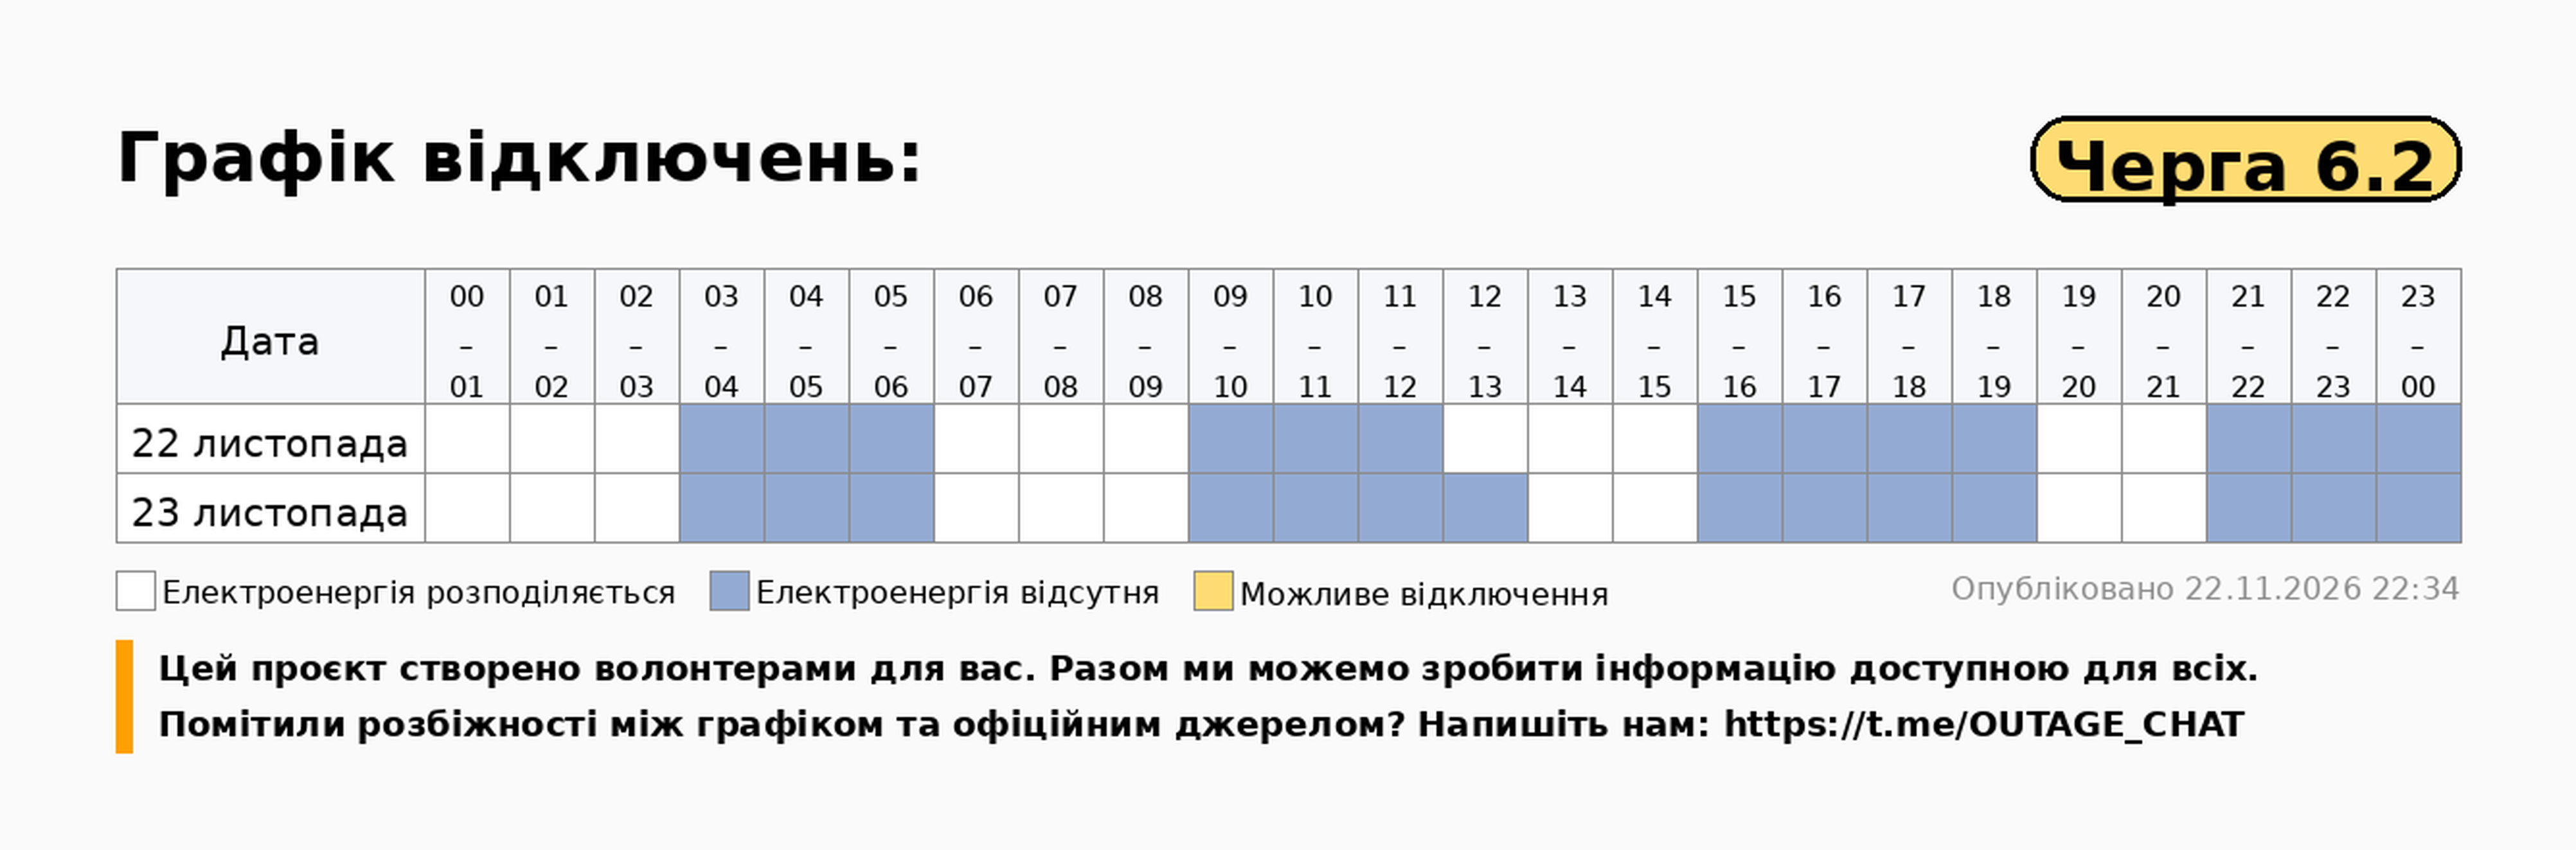 Графік відключень:
Черга 6.2
Дата 00 – 01 01 – 02 02 – 03 03 – 04 04 – 05 05 – 06 06 – 07 07 – 08 08 – 09 09 – 10 10 – 11 11 – 12 12 – 13 13 – 14 14 – 15 15 – 16 16 – 17 17 – 18 18 – 19 19 – 20 20 – 21 21 – 22 22 – 23 23 – 00
22 листопада
23 листопада
Електроенергія розподіляється Електроенергія відсутня Можливе відключення
Опубліковано 22.11.2026 22:34
Цей проєкт створено волонтерами для вас. Разом ми можемо зробити інформацію доступною для всіх.
Помітили розбіжності між графіком та офіційним джерелом? Напишіть нам: https://t.me/OUTAGE_CHAT